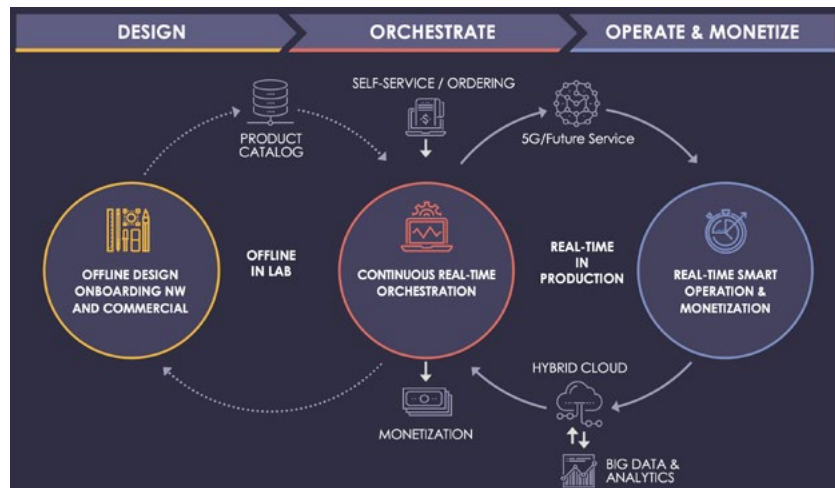 DESIGN
ORCHESTRATE
OPERATE & MONETIZE
SELF-SERVICE / ORDERING
PRODUCT
CATALOG
5G/Future Service
OFFLINE DESIGN
ONBOARDING NW
AND COMMERCIAL
OFFLINE
IN LAB
CONTINUOUS REAL-TIME
ORCHESTRATION
REAL-TIME
IN
PRODUCTION
REAL-TIME SMART
OPERATION &
MONETIZATION
HYBRID CLOUD
MONETIZATION
BIG DATA &
ANALYTICS